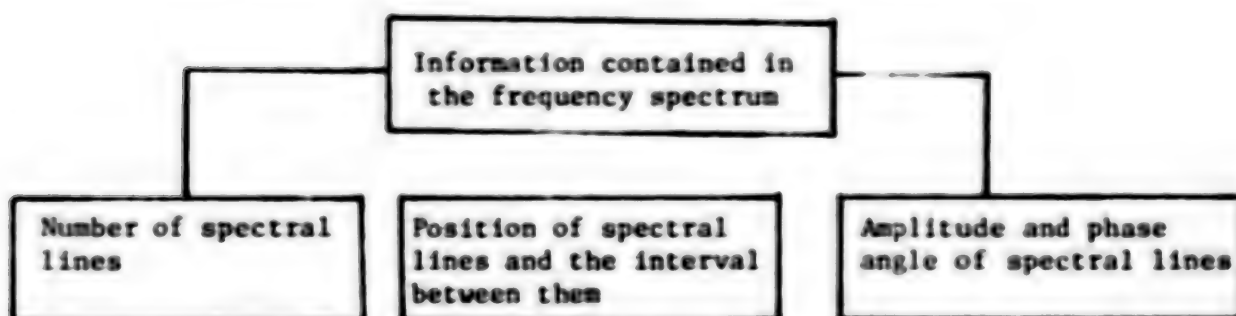 Information contained in
the frequency spectrum
Number of spectral
lines
Position of spectral
lines and the interval
between them
Amplitude and phase
angle of spectral lines